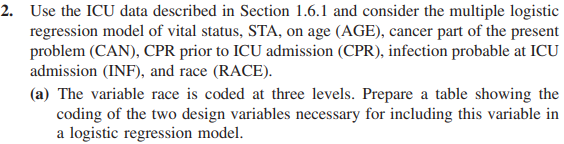 2. Use the ICU data described in Section 1.6.1 and consider the multiple logistic
regression model of vital status, STA, on age (AGE), cancer part of the present
problem (CAN), CPR prior to ICU admission (CPR), infection probable at ICU
admission (INF), and race (RACE).
(a) The variable race is coded at three levels. Prepare a table showing the
coding of the two design variables necessary for including this variable in
a logistic regression model.